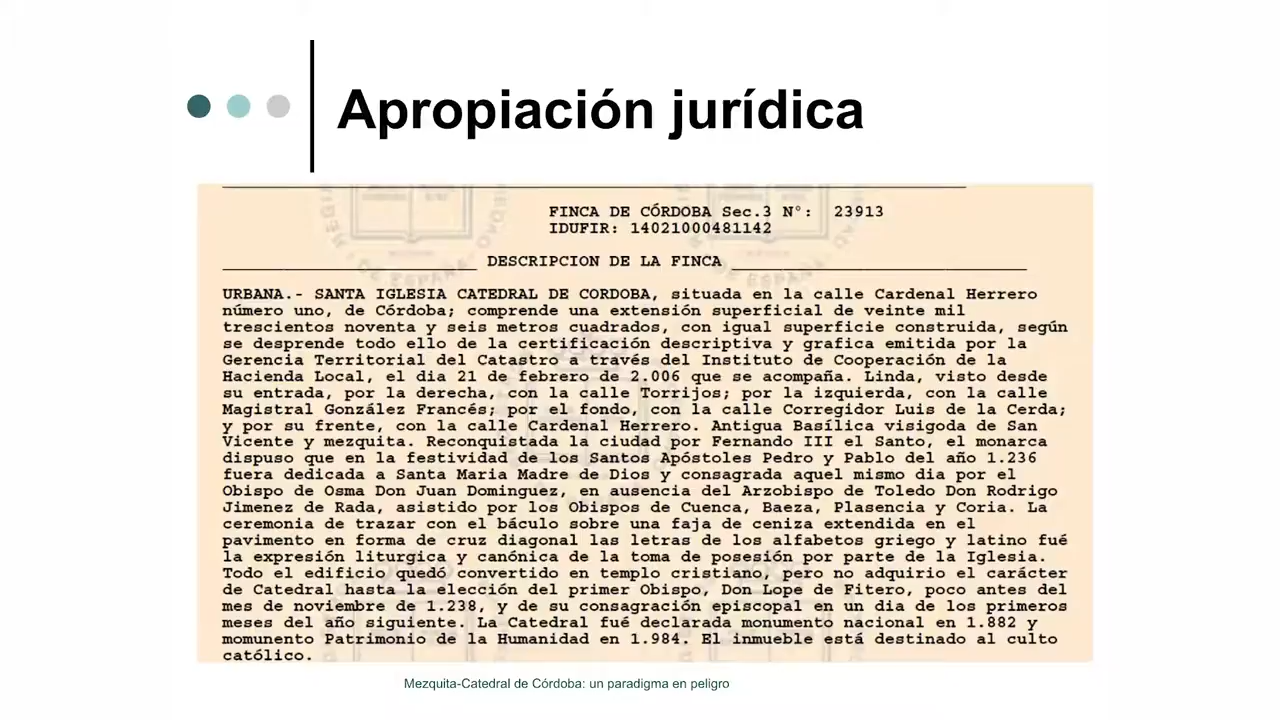 Apropiación jurídica
FINCA DE CÓRDOBA Sec.3 N°: 23913
IDUFIR: 14021000481142
DESCRIPCION DE LA FINCA
URBANA.- SANTA IGLESIA CATEDRAL DE CORDOBA, situada en la calle Cardenal Herrero
número uno, de Córdoba; comprende una extensión superficial de veinte mil
trescientos noventa y seis metros cuadrados, con igual superficie construida, según
se desprende todo ello de la certificación descriptiva y grafica emitida por la
Gerencia Territorial del Catastro a través del Instituto de Cooperación de la
Hacienda Local, el dia 21 de febrero de 2.006 que se acompaña. Linda, visto desde
su entrada, por la derecha, con la calle Torrijos; por la izquierda, con la calle
Magistral González Francés; por el fondo, con la calle Corregidor Luis de la Cerda;
y por su frente, con la calle Cardenal Herrero. Antigua Basílica visigoda de San
Vicente y mezquita. Reconquistada la ciudad por Fernando III el Santo, el monarca
dispuso que en la festividad de los Santos Apóstoles Pedro y Pablo del año 1.236
fuera dedicada a Santa Maria Madre de Dios y consagrada aquel mismo dia por el
Obispo de Osma Don Juan Dominguez, en ausencia del Arzobispo de Toledo Don Rodrigo
Jimenez de Rada, asistido por los Obispos de Cuenca, Baeza, Plasencia y Coria. La
ceremonia de trazar con el báculo sobre una faja de ceniza extendida en el
pavimento en forma de cruz diagonal las letras de los alfabetos griego y latino fué
la expresión liturgica y canónica de la toma de posesión por parte de la Iglesia.
Todo el edificio quedó convertido en templo cristiano, pero no adquirio el carácter
de Catedral hasta la elección del primer Obispo, Don Lope de Fitero, poco antes del
mes de noviembre de 1.238, y de su consagración episcopal en un dia de los primeros
meses del año siguiente. La Catedral fué declarada monumento nacional en 1.882 y
momunento Patrimonio de la Humanidad en 1.984. El inmueble está destinado al culto
católico.
Mezquita-Catedral de Córdoba: un paradigma en peligro